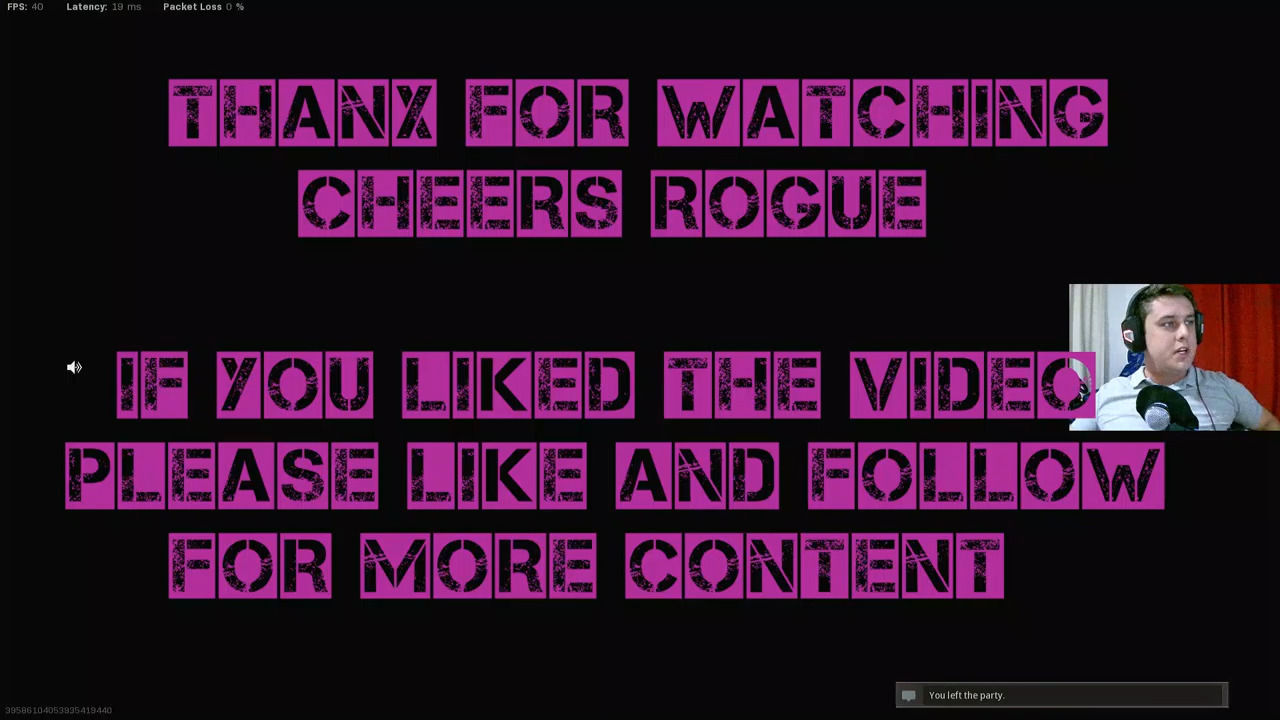 FPS: 40 Latency: 19 ms Packet Loss 0 %
THANX FOR WATCHING
CHEERS ROGUE
IF YOU LIKED THE VIDEO
PLEASE LIKE AND FOLLOW
FOR MORE CONTENT
You left the party.
39586104053935419440